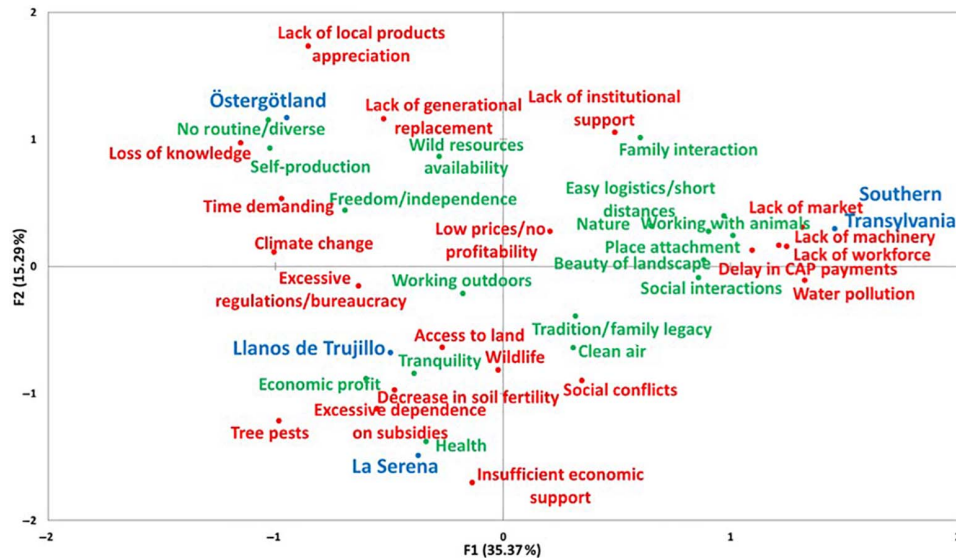 2
Lack of local products
appreciation
Östergötland
Lack of generational
replacement
Lack of institutional
support
No routine/diverse
1
Loss of knowledge
Self-production
Wild resources
availability
Family interaction
Freedom/independence
Time demanding
Easy logistics/short
distances
Southern
Transylvania
Lack of market
Nature
Working with animals
Low prices/no
profitability
Climate change
Place attachment
Lack of machinery
Lack of workforce
Beauty of landscape
Delay in CAP payments
0
Excessive
regulations/bureaucracy
Working outdoors
Social interactions
Water pollution
F2 (15.29%)
Access to land
Tradition/family legacy
Llanos de Trujillo
Tranquility
Wildlife
Clean air
Economic profit
Decrease in soil fertility
Social conflicts
−1
Excessive dependence
on subsidies
Tree pests
Health
La Serena
Insufficient economic
support
−2
−2
−1
0
1
F1 (35.37%)